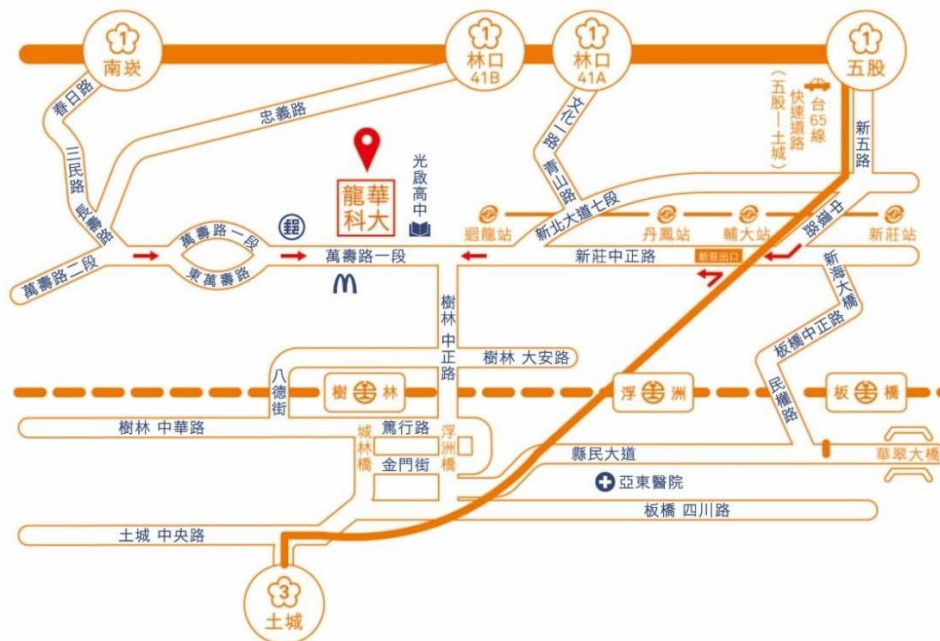 1
南崁
1
林口
41B
1
林口
41A
1
五股
春日路
忠義路
文化一路
青山路
台65線
快速道路
(五股—土城)
新五路
三民路
長壽路
龍華
科大
光啟高中
郵
萬壽路一段
東萬壽路
萬壽路二段
萬壽路一段
迴龍站
新北大道七段
丹鳳站
輔大站
新莊站
中環路
新莊中正路
新莊出口
新海大橋
樹林 中正路
樹林 大安路
板橋中正路
八德街
民權路
樹 林
浮 洲
板 橋
樹林 中華路
城林橋
篤行路
浮洲橋
金門街
縣民大道
華翠大橋
亞東醫院
板橋 四川路
土城 中央路
3
土城